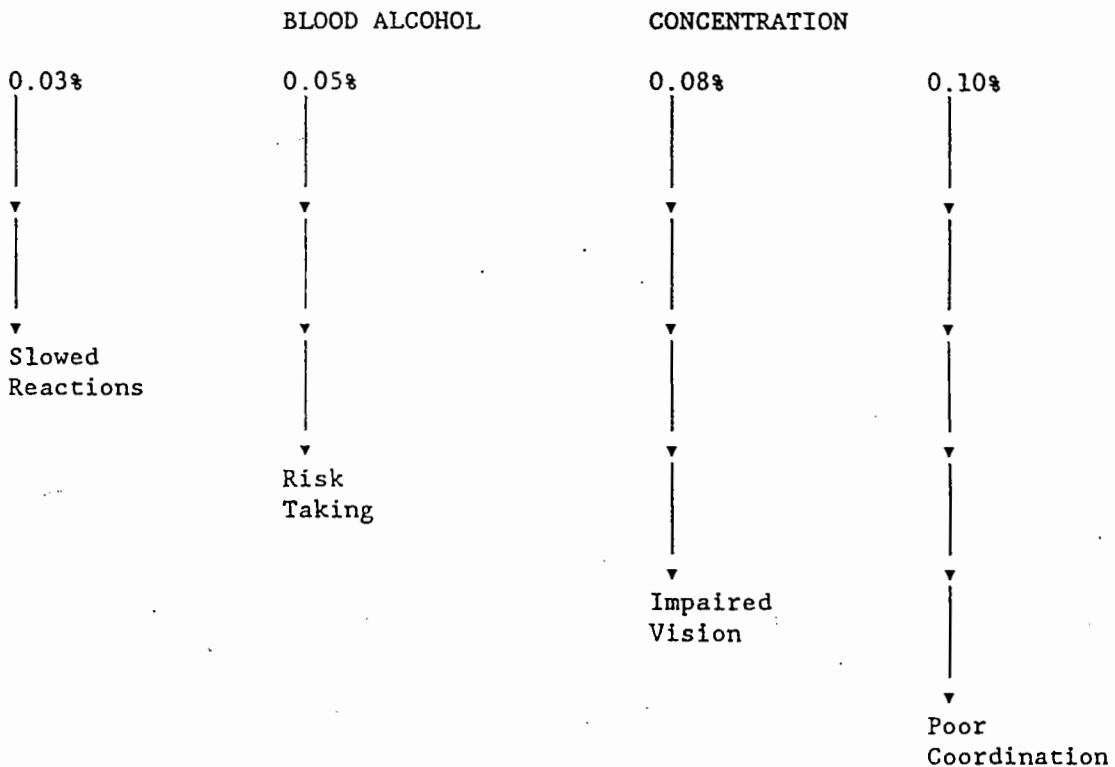 BLOOD ALCOHOL CONCENTRATION
0.03% 0.05% 0.08% 0.10%
Slowed
Reactions
Risk
Taking
Impaired
Vision
Poor
Coordination